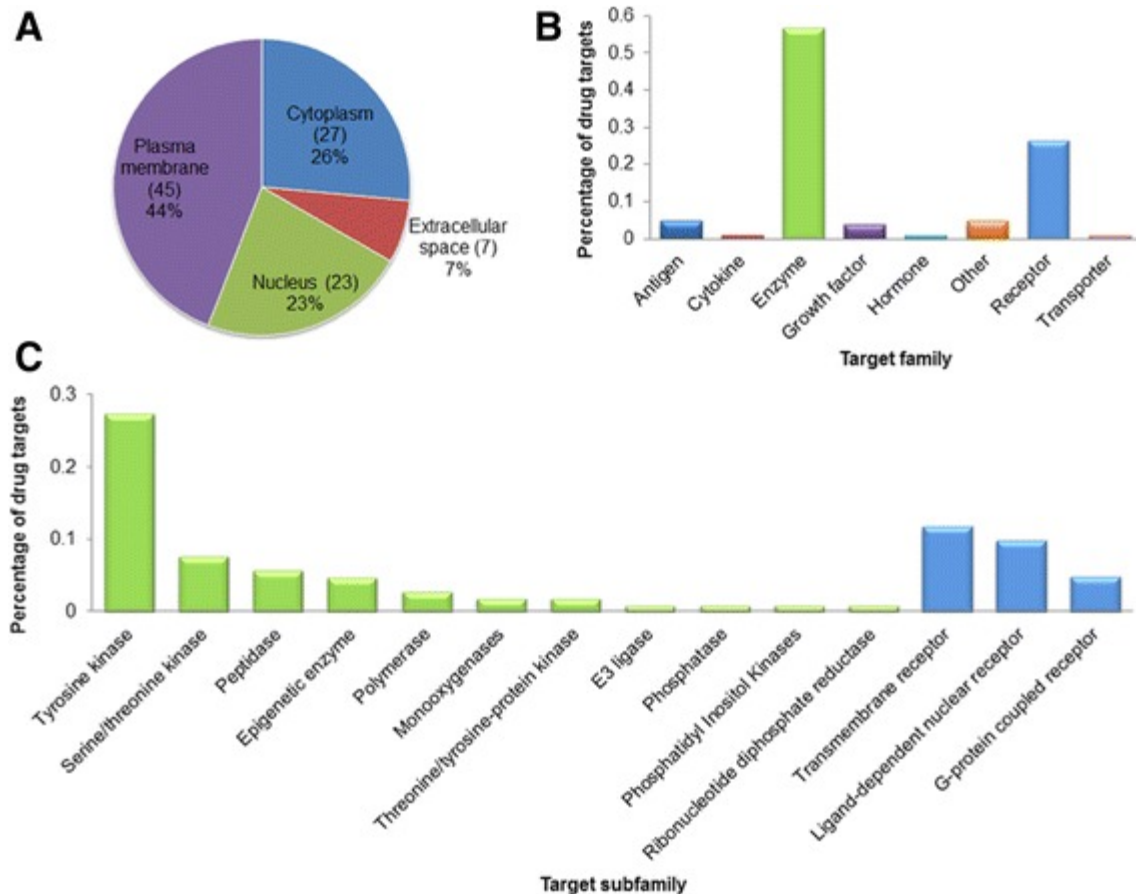 A
Cytoplasm
(27)
26%
Plasma
membrane
(45)
44%
Extracellular
space (7)
7%
Nucleus (23)
23%
B
Percentage of drug targets
0.6
0.5
0.4
0.3
0.2
0.1
0
Antigen
Cytokine
Enzyme
Growth factor
Hormone
Other
Receptor
Transporter
Target family
C
Percentage of drug targets
0.3
0.2
0.1
0
Tyrosine kinase
Serine/threonine kinase
Peptidase
Epigenetic enzyme
Polymerase
Monoxygenases
Threonine/tyrosine-protein kinase
E3 ligase
Phosphatase
Phosphatidyl Inositol Kinases
Ribonucleotide diphosphate reductase
Transmembrane receptor
Ligand-dependent nuclear receptor
G-protein coupled receptor
Target subfamily